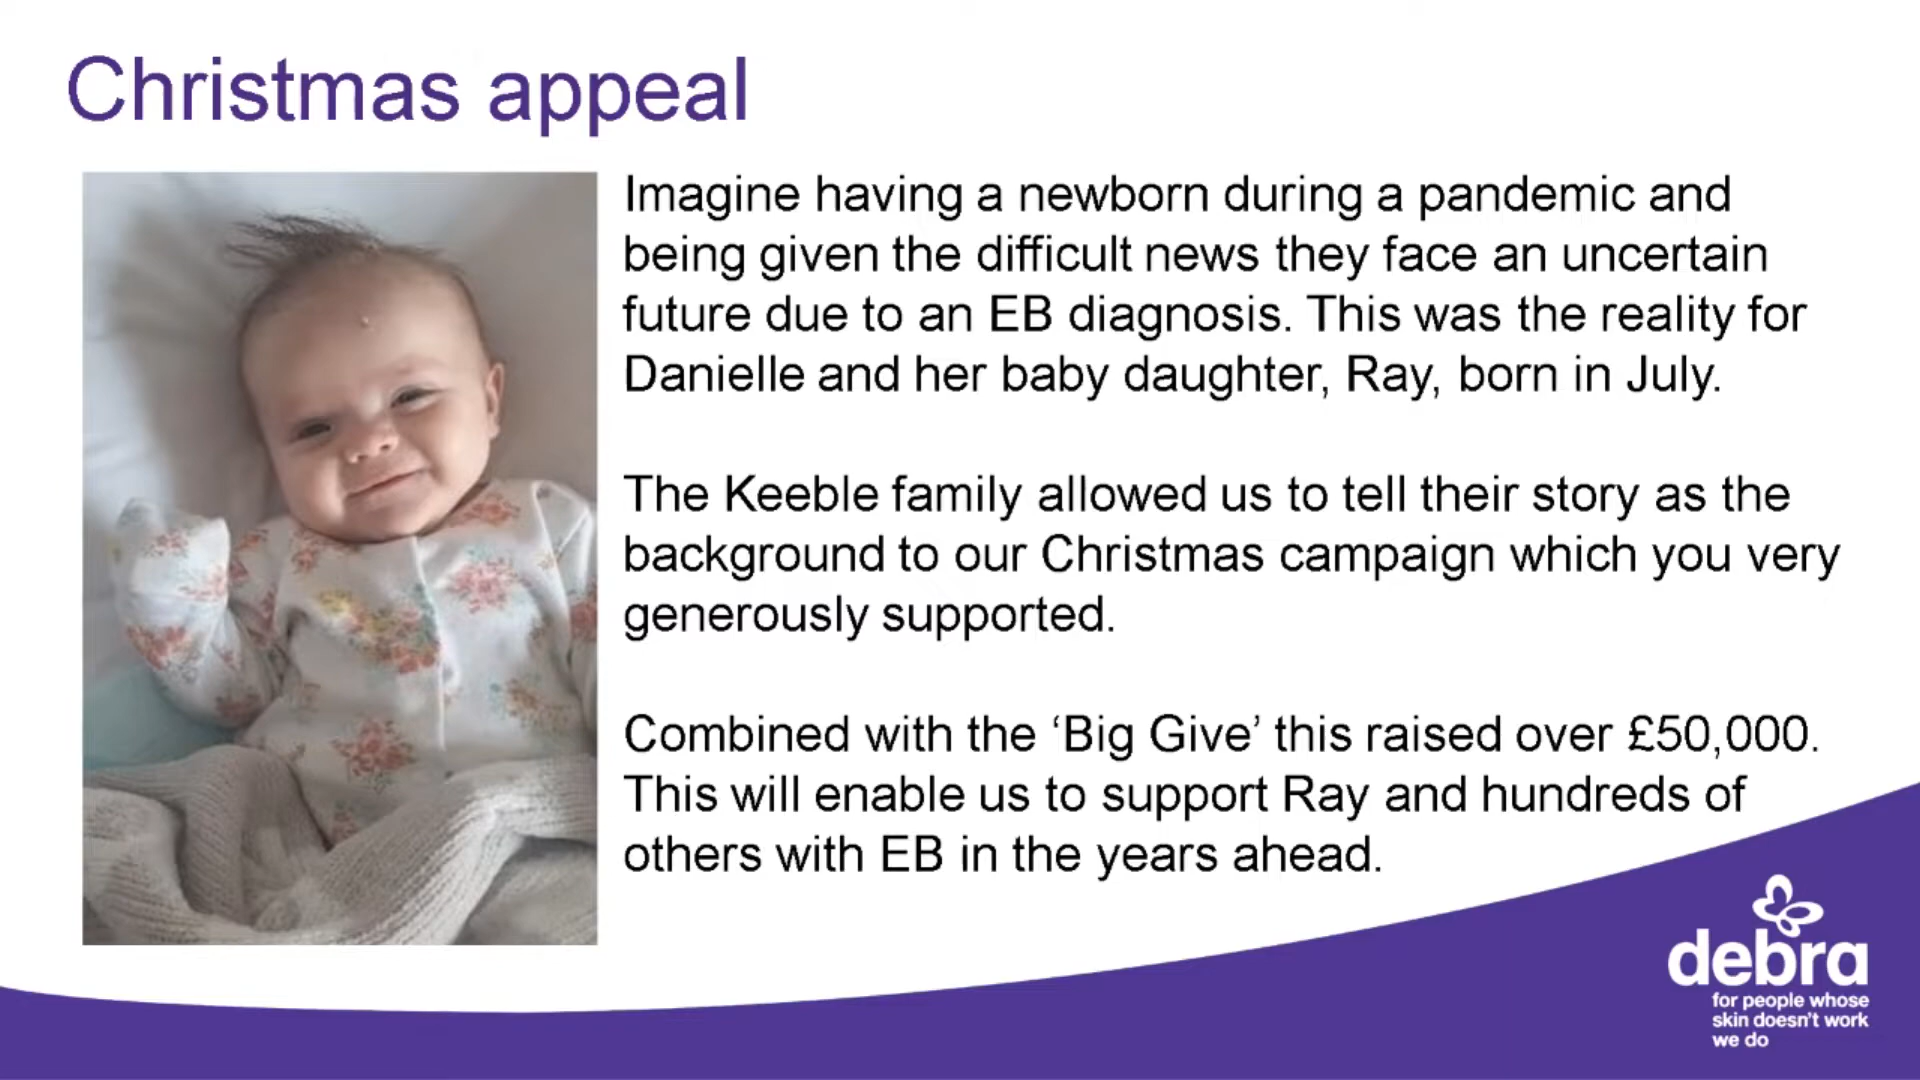 Christmas appeal
Imagine having a newborn during a pandemic and
being given the difficult news they face an uncertain
future due to an EB diagnosis. This was the reality for
Danielle and her baby daughter, Ray, born in July.
The Keeble family allowed us to tell their story as the
background to our Christmas campaign which you very
generously supported.
Combined with the ‘Big Give’ this raised over £50,000.
This will enable us to support Ray and hundreds of
others with EB in the years ahead.
debra
for people whose
skin doesn't work
we do